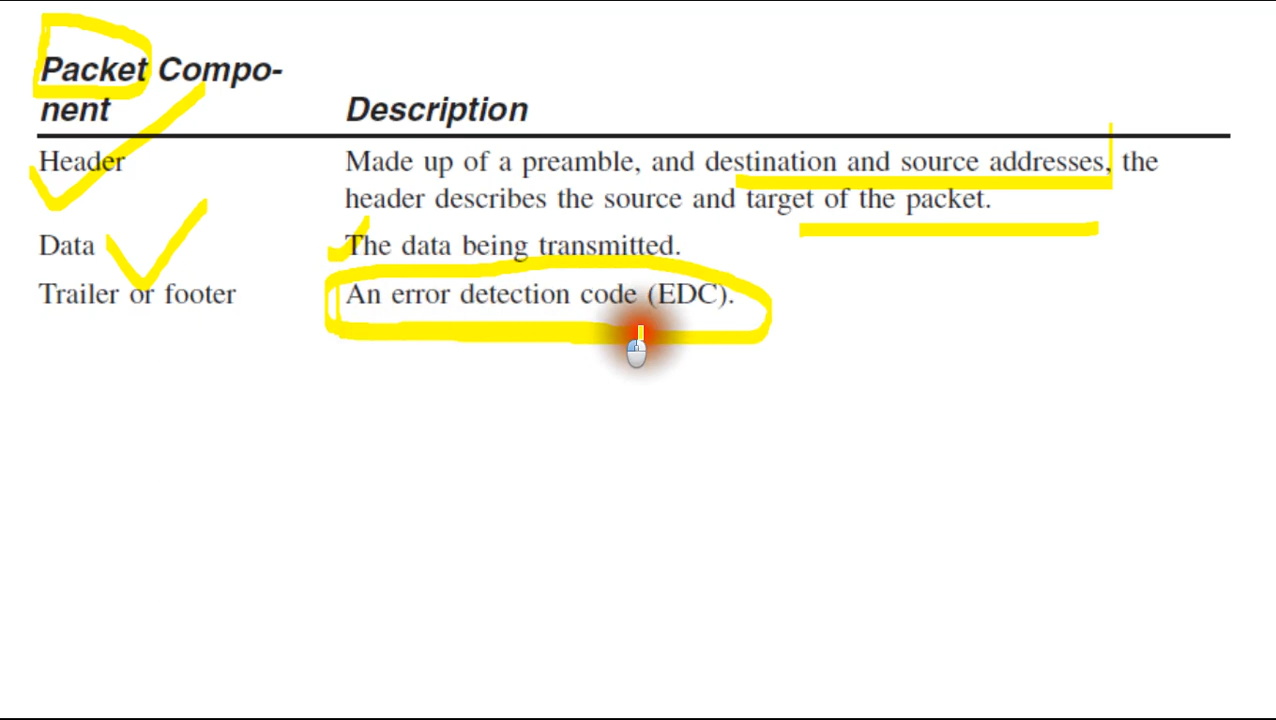 Packet Compo-
nent Description
Header Made up of a preamble, and destination and source addresses, the
header describes the source and target of the packet.
Data The data being transmitted.
Trailer or footer An error detection code (EDC).